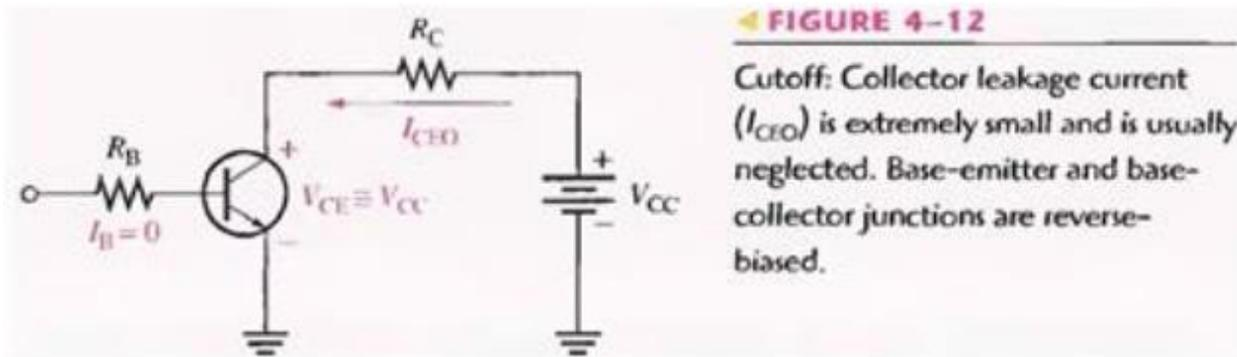 ◄ FIGURE 4–12
Cutoff: Collector leakage current
(I_CEO) is extremely small and is usually
neglected. Base-emitter and base-
collector junctions are reverse-
biased.
R_C
I_CEO
R_B
I_B = 0
+
V_CE ≅ V_CC
–
+
V_CC
–